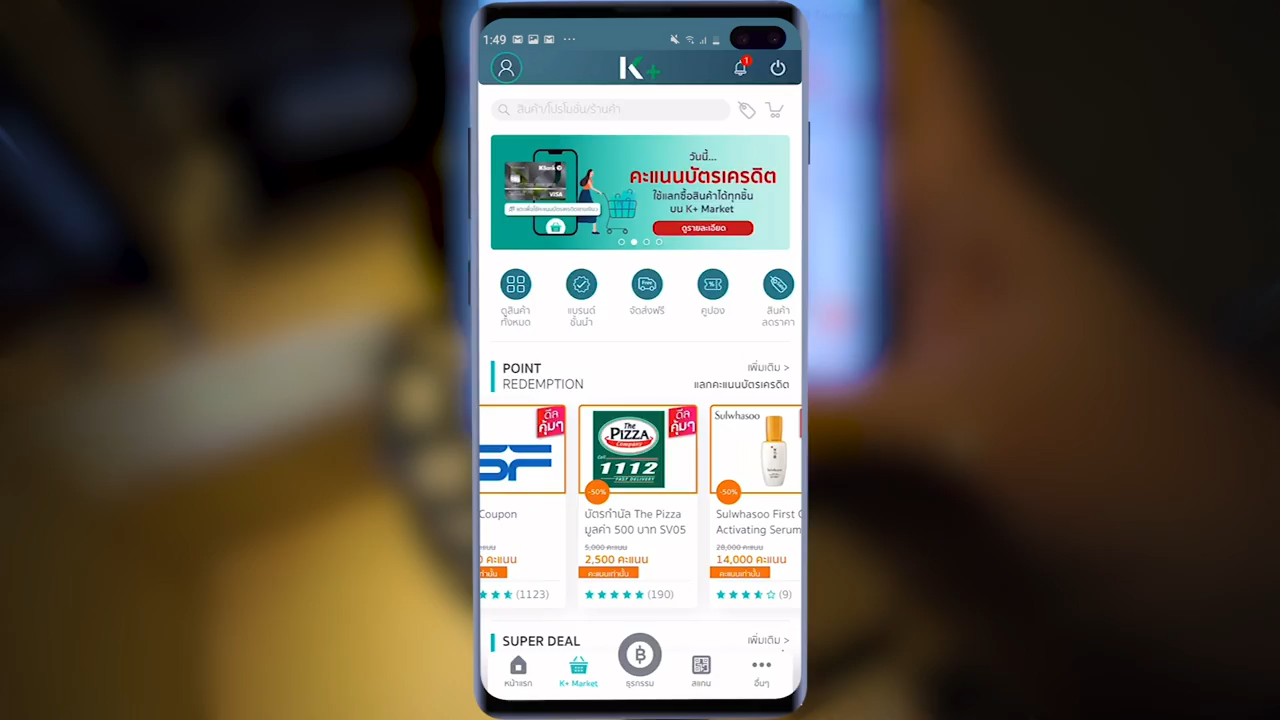 1:49
K+
1
สินค้า/โปรโมชั่น/ร้านค้า
วันนี้...
คะแนนบัตรเครดิต
ใช้แลกซื้อสินค้าได้ทุกชิ้น
บน K+ Market
ดูรายละเอียด
VISA
ดูสินค้า
ทั้งหมด
แบรนด์
ชั้นนำ
จัดส่งฟรี
คูปอง
สินค้า
ลดราคา
POINT
REDEMPTION
เพิ่มเติม >
แลกคะแนนบัตรเครดิต
SF
ดีล
คุ้มๆ
Coupon
0 คะแนน
(1123)
The
PIZZA
Company
Call
1112
FAST DELIVERY
ดีล
คุ้มๆ
-50%
บัตรกำนัล The Pizza
มูลค่า 500 บาท SV05
5,000 คะแนน
2,500 คะแนน
คะแนนเท่านั้น
(190)
Sulwhasoo
-50%
Sulwhasoo First
Activating Serum
28,000 คะแนน
14,000 คะแนน
คะแนนเท่านั้น
(9)
SUPER DEAL
เพิ่มเติม >
หน้าแรก
K+ Market
ธุรกรรม
สแกน
อื่นๆ